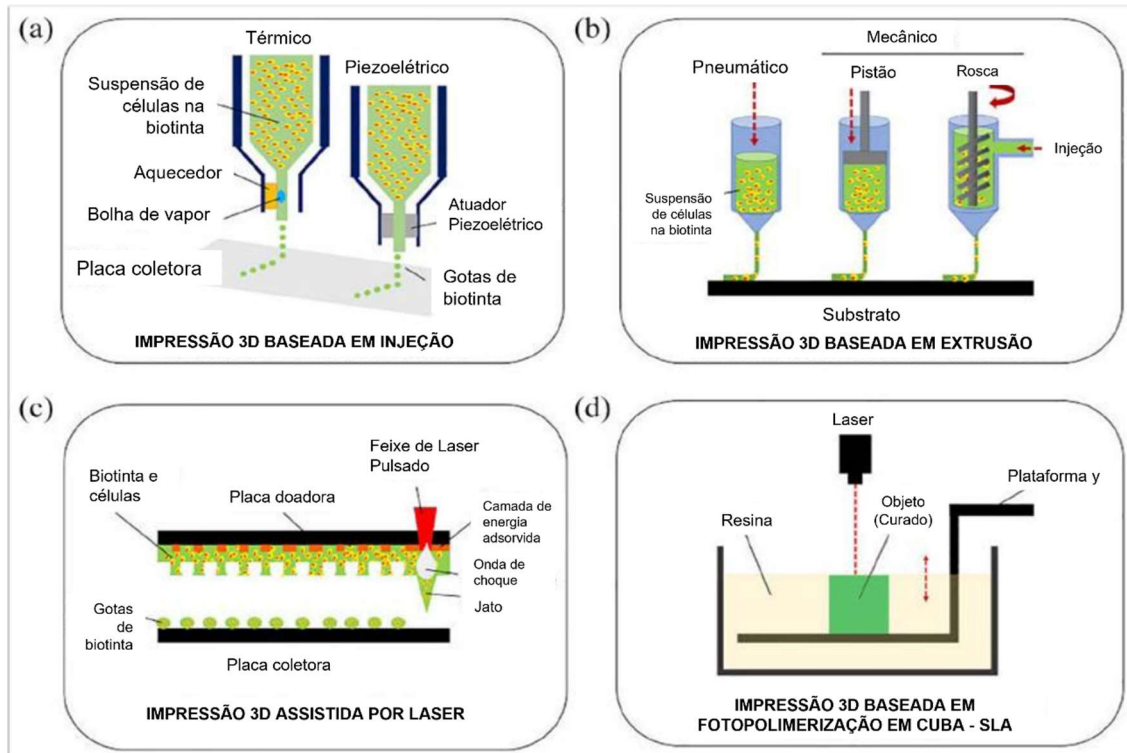 (a)
Térmico
Piezoelétrico
Suspensão de
células na
biotinta
Aquecedor
Bolha de vapor
Atuador
Piezoelétrico
Placa coletora
Gotas de
biotinta
IMPRESSÃO 3D BASEADA EM INJEÇÃO
(b)
Mecânico
Pneumático
Pistão
Rosca
Injeção
Suspensão
de células
na biotinta
Substrato
IMPRESSÃO 3D BASEADA EM EXTRUSÃO
(c)
Feixe de Laser
Pulsado
Biotinta e
células
Placa doadora
Camada de
energia
adsorvida
Onda de
choque
Jato
Gotas
de
biotinta
Placa coletora
IMPRESSÃO 3D ASSISTIDA POR LASER
(d)
Laser
Plataforma y
Objeto
(Curado)
Resina
IMPRESSÃO 3D BASEADA EM
FOTOPOLIMERIZAÇÃO EM CUBA - SLA